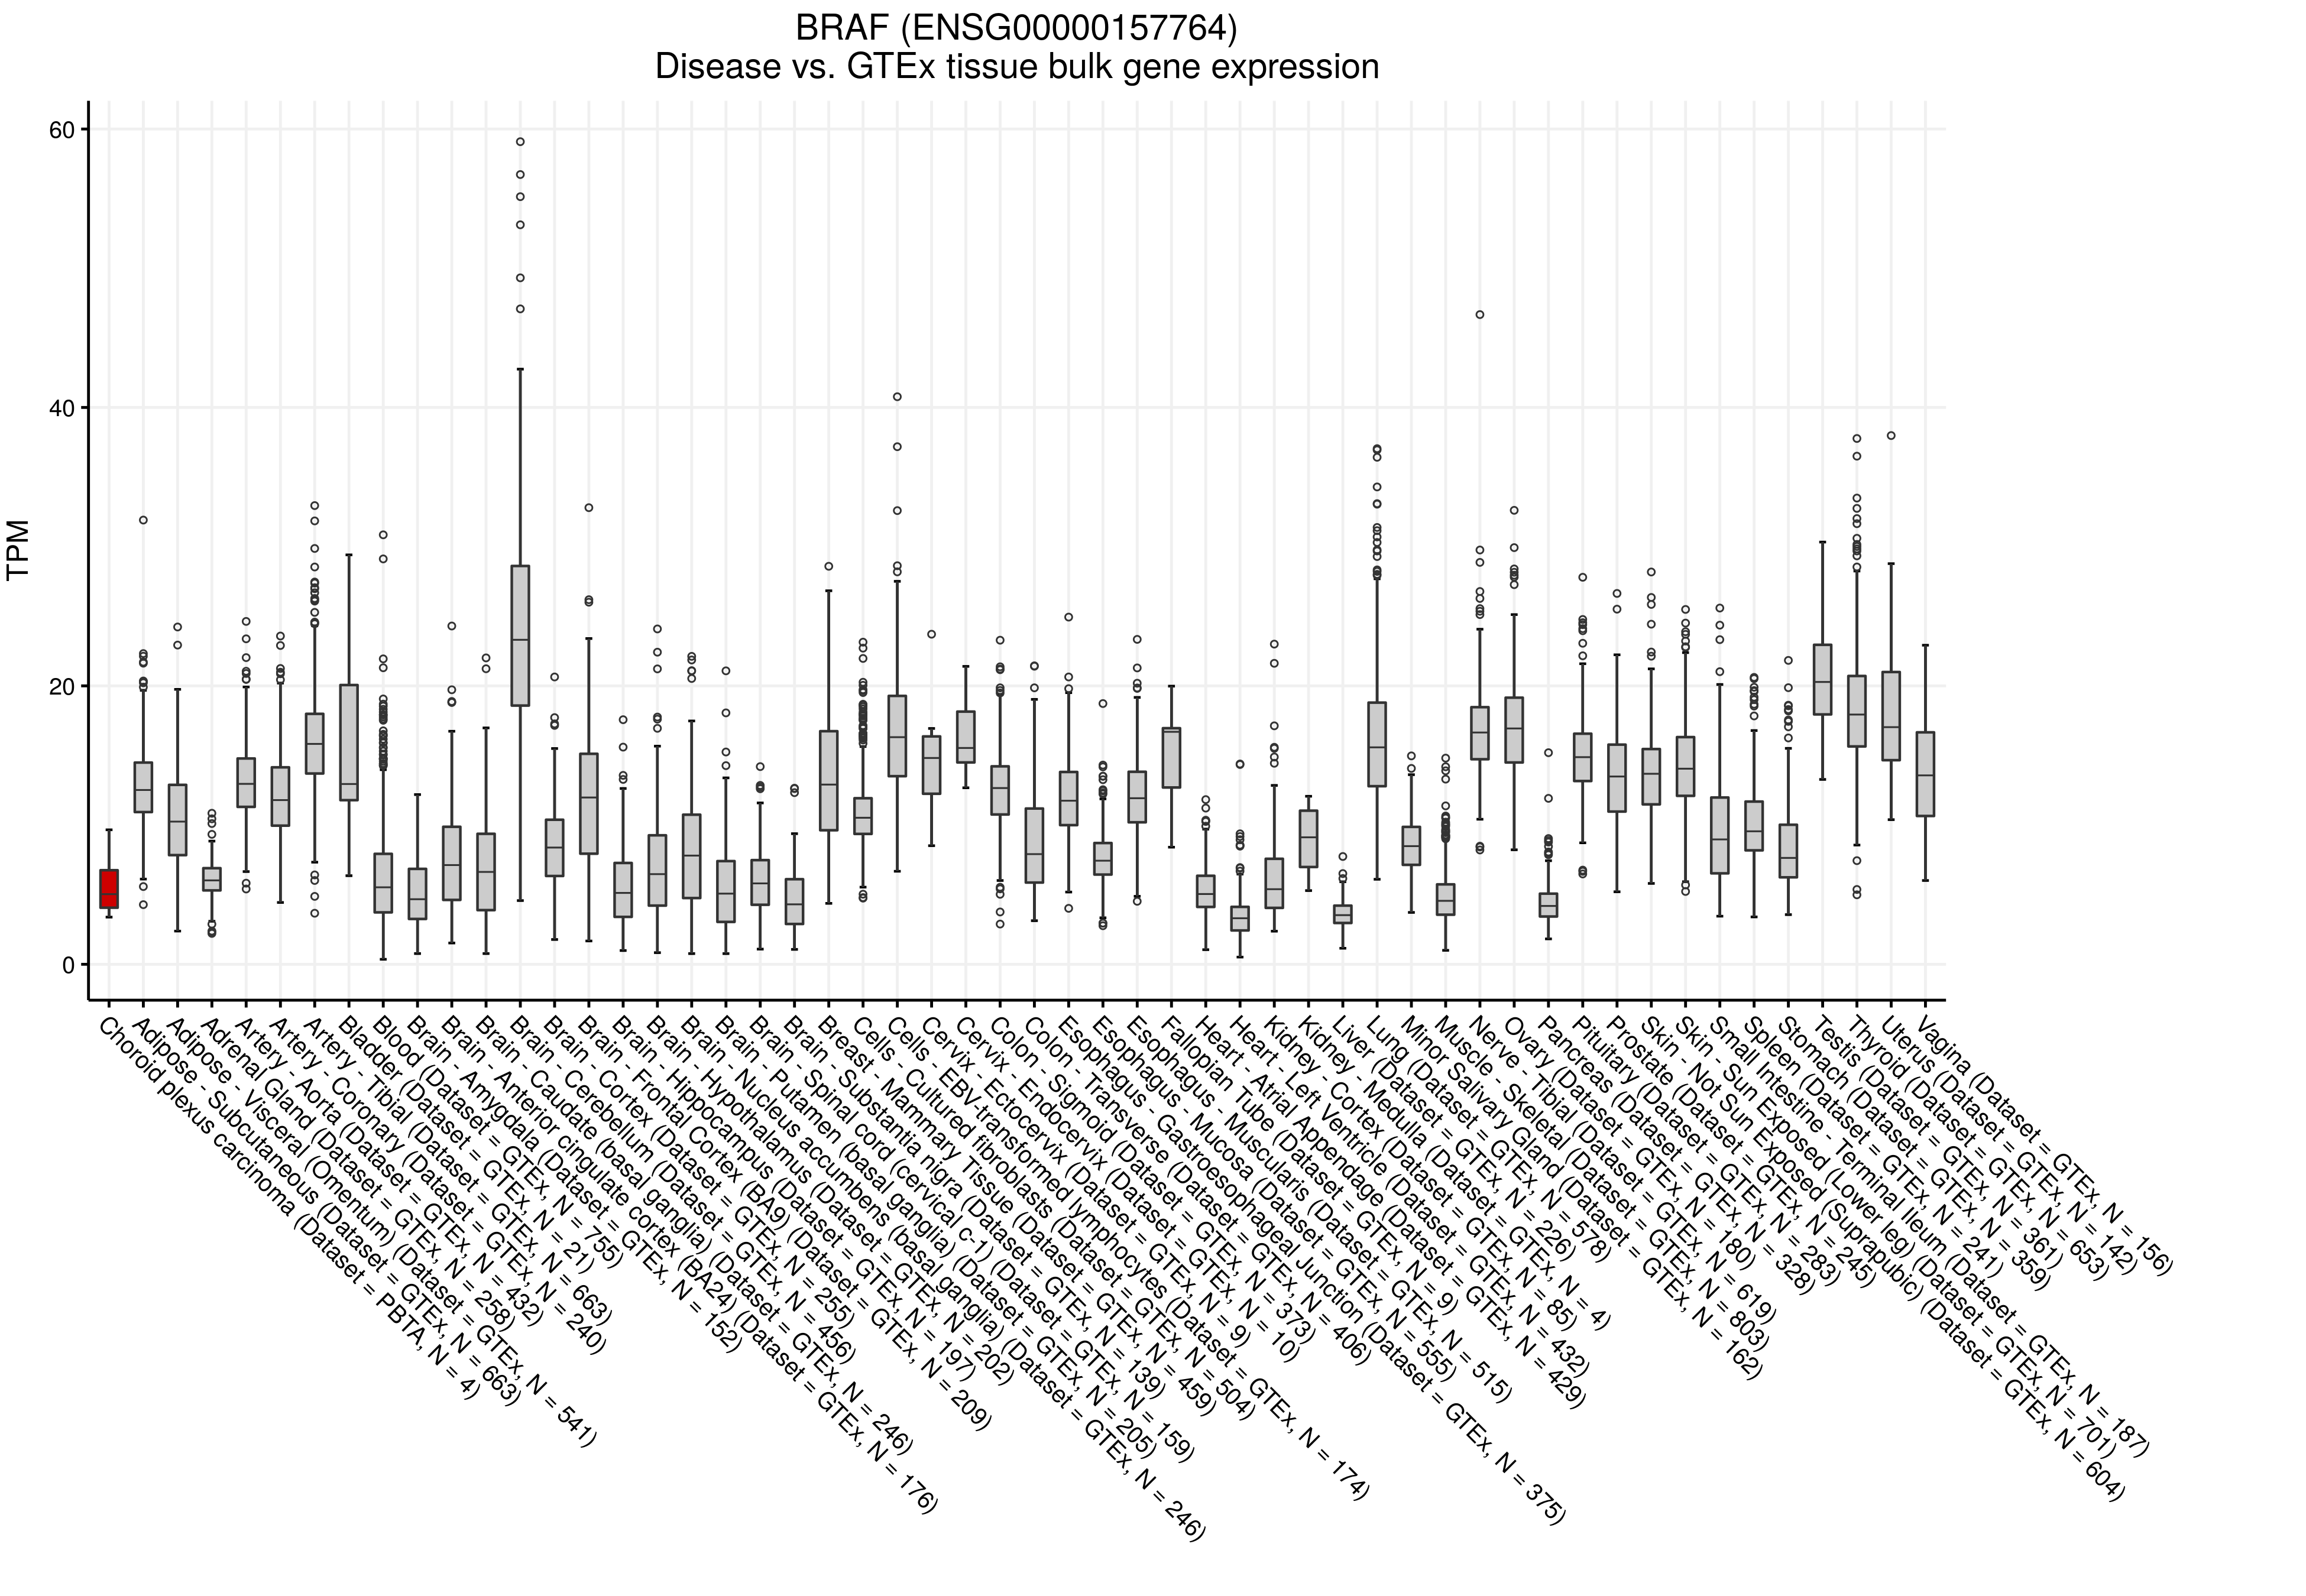 BRAF (ENSG00000157764)
Disease vs. GTEx tissue bulk gene expression
TPM
60
40
20
0
Choroid plexus carcinoma (Dataset = PBTA, N = 4)
Adipose - Subcutaneous (Dataset = GTEx, N = 663)
Adipose - Visceral (Omentum) (Dataset = GTEx, N = 541)
Adrenal Gland (Dataset = GTEx, N = 258)
Artery - Aorta (Dataset = GTEx, N = 432)
Artery - Coronary (Dataset = GTEx, N = 240)
Artery - Tibial (Dataset = GTEx, N = 663)
Bladder (Dataset = GTEx, N = 21)
Blood (Dataset = GTEx, N = 755)
Brain - Amygdala (Dataset = GTEx, N = 152)
Brain - Anterior cingulate cortex (BA24) (Dataset = GTEx, N = 176)
Brain - Caudate (basal ganglia) (Dataset = GTEx, N = 246)
Brain - Cerebellum (Dataset = GTEx, N = 456)
Brain - Cortex (Dataset = GTEx, N = 255)
Brain - Frontal Cortex (BA9) (Dataset = GTEx, N = 209)
Brain - Hippocampus (Dataset = GTEx, N = 197)
Brain - Hypothalamus (Dataset = GTEx, N = 202)
Brain - Nucleus accumbens (basal ganglia) (Dataset = GTEx, N = 246)
Brain - Putamen (basal ganglia) (Dataset = GTEx, N = 205)
Brain - Spinal cord (cervical c-1) (Dataset = GTEx, N = 159)
Brain - Substantia nigra (Dataset = GTEx, N = 139)
Breast - Mammary Tissue (Dataset = GTEx, N = 459)
Cells - Cultured fibroblasts (Dataset = GTEx, N = 504)
Cells - EBV-transformed lymphocytes (Dataset = GTEx, N = 174)
Cervix - Ectocervix (Dataset = GTEx, N = 9)
Cervix - Endocervix (Dataset = GTEx, N = 10)
Colon - Sigmoid (Dataset = GTEx, N = 373)
Colon - Transverse (Dataset = GTEx, N = 406)
Esophagus - Gastroesophageal Junction (Dataset = GTEx, N = 375)
Esophagus - Mucosa (Dataset = GTEx, N = 555)
Esophagus - Muscularis (Dataset = GTEx, N = 515)
Fallopian Tube (Dataset = GTEx, N = 9)
Heart - Atrial Appendage (Dataset = GTEx, N = 429)
Heart - Left Ventricle (Dataset = GTEx, N = 432)
Kidney - Cortex (Dataset = GTEx, N = 85)
Kidney - Medulla (Dataset = GTEx, N = 4)
Liver (Dataset = GTEx, N = 226)
Lung (Dataset = GTEx, N = 578)
Minor Salivary Gland (Dataset = GTEx, N = 162)
Muscle - Skeletal (Dataset = GTEx, N = 803)
Nerve - Tibial (Dataset = GTEx, N = 619)
Ovary (Dataset = GTEx, N = 180)
Pancreas (Dataset = GTEx, N = 328)
Pituitary (Dataset = GTEx, N = 283)
Prostate (Dataset = GTEx, N = 245)
Skin - Not Sun Exposed (Suprapubic) (Dataset = GTEx, N = 604)
Skin - Sun Exposed (Lower leg) (Dataset = GTEx, N = 701)
Small Intestine - Terminal Ileum (Dataset = GTEx, N = 187)
Spleen (Dataset = GTEx, N = 241)
Stomach (Dataset = GTEx, N = 359)
Testis (Dataset = GTEx, N = 361)
Thyroid (Dataset = GTEx, N = 653)
Uterus (Dataset = GTEx, N = 142)
Vagina (Dataset = GTEx, N = 156)